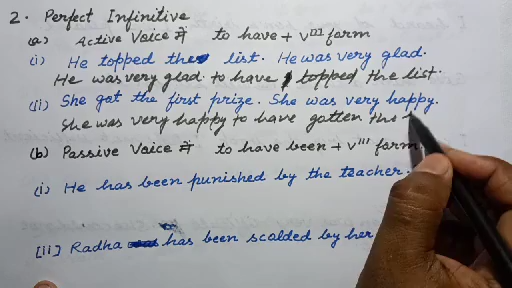 2. Perfect Infinitive
(a) Active Voice में to have + VIII form
(i) He topped the list. He was very glad.
He was very glad to have topped the list.
(ii) She got the first prize. She was very happy.
She was very happy to have gotten the
(b) Passive Voice में to have been + VIII form
(i) He has been punished by the teacher.
[ii] Radha has been scalded by her